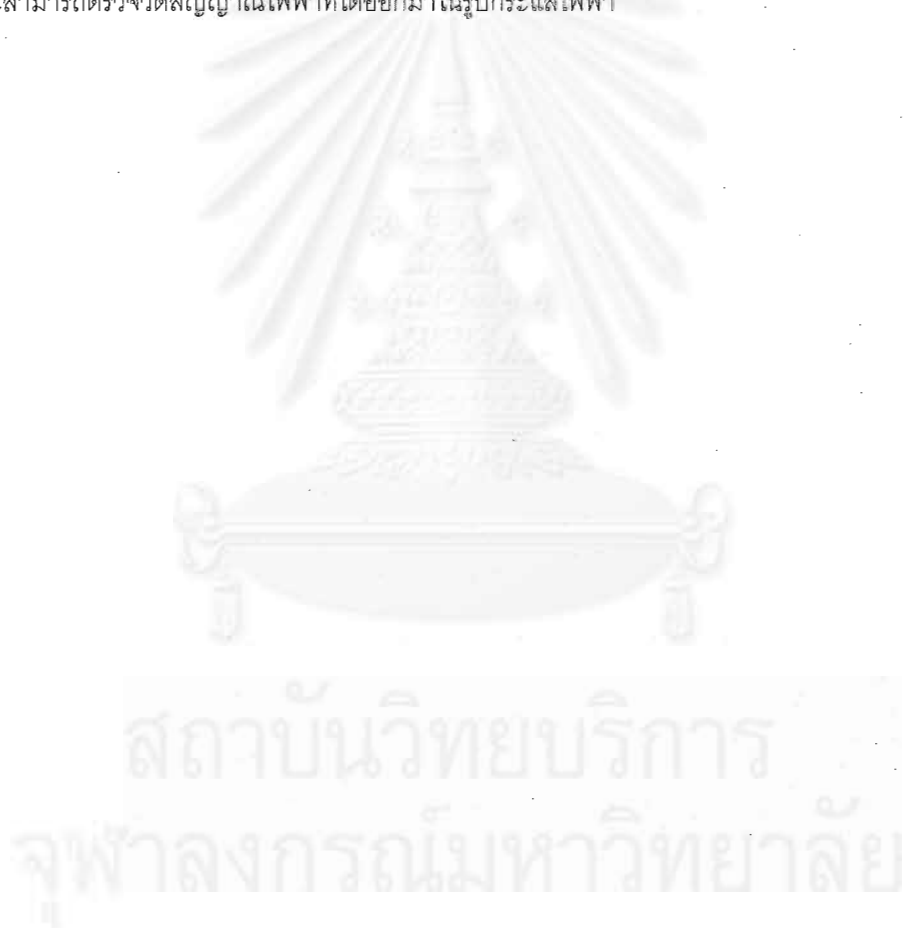 สามารถตรวจวัดสัญญาณไฟฟ้าที่ได้ออกมาในรูปกระแสไฟฟ้า
สถาบันวิทยบริการ
จุฬาลงกรณ์มหาวิทยาลัย